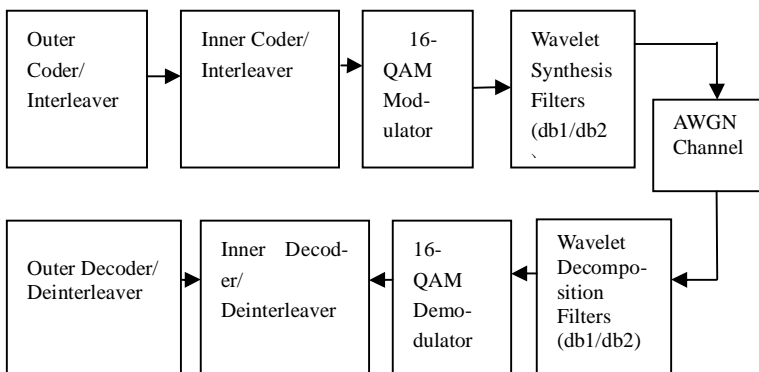 Outer
Coder/
Interleaver
Inner Coder/
Interleaver
16-
QAM
Mod-
ulator
Wavelet
Synthesis
Filters
(db1/db2
、
AWGN
Channel
Outer Decoder/
Deinterleaver
Inner Decod-
er/
Deinterleaver
16-
QAM
Demo-
dulator
Wavelet
Decompo-
sition
Filters
(db1/db2)